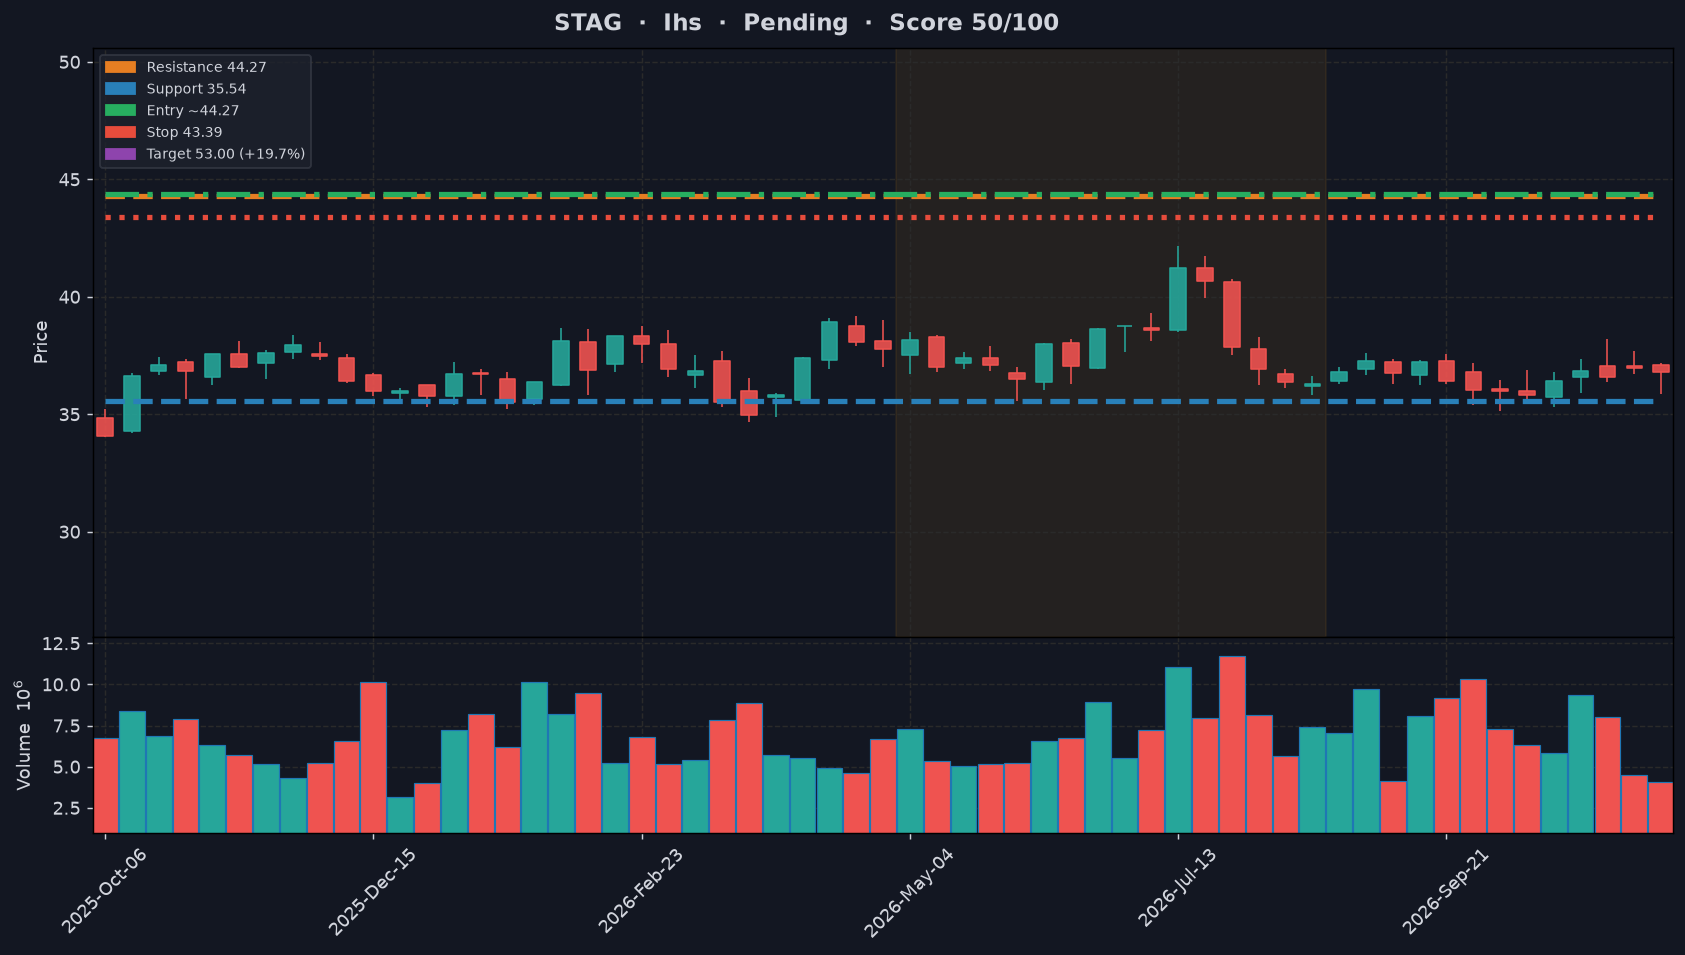 STAG · Ihs · Pending · Score 50/100
Resistance 44.27
Support 35.54
Entry ~44.27
Stop 43.39
Target 53.00 (+19.7%)
50
45
40
35
30
Price
12.5
10.0
7.5
5.0
2.5
Volume 10⁶
2025-Oct-06
2025-Dec-15
2026-Feb-23
2026-May-04
2026-Jul-13
2026-Sep-21